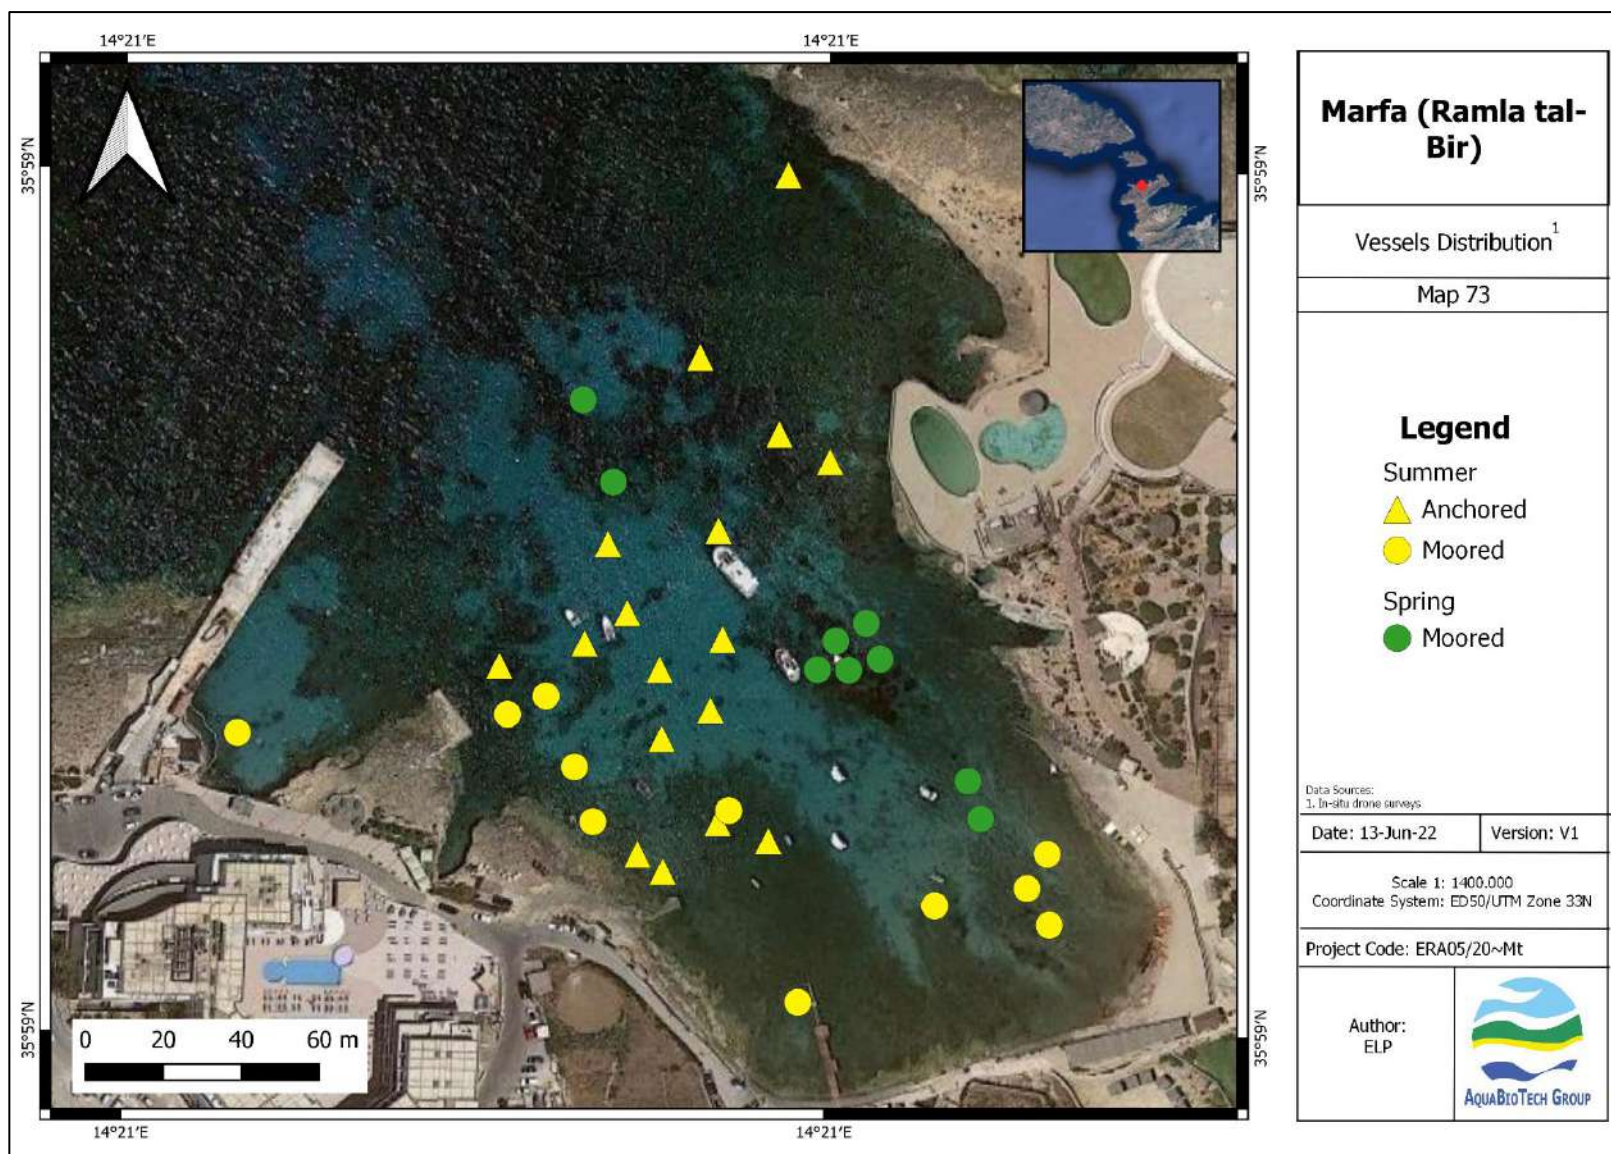 14°21'E
14°21'E
35°59'N
35°59'N
35°59'N
35°59'N
0 20 40 60 m
14°21'E
14°21'E
Marfa (Ramla tal-
Bir)
Vessels Distribution1
Map 73
Legend
Summer
Anchored
Moored
Spring
Moored
Data Sources:
1. In-situ drone surveys
Date: 13-Jun-22
Version: V1
Scale 1: 1400.000
Coordinate System: ED50/UTM Zone 33N
Project Code: ERA05/20~Mt
Author:
ELP
AQUABIOTECH GROUP